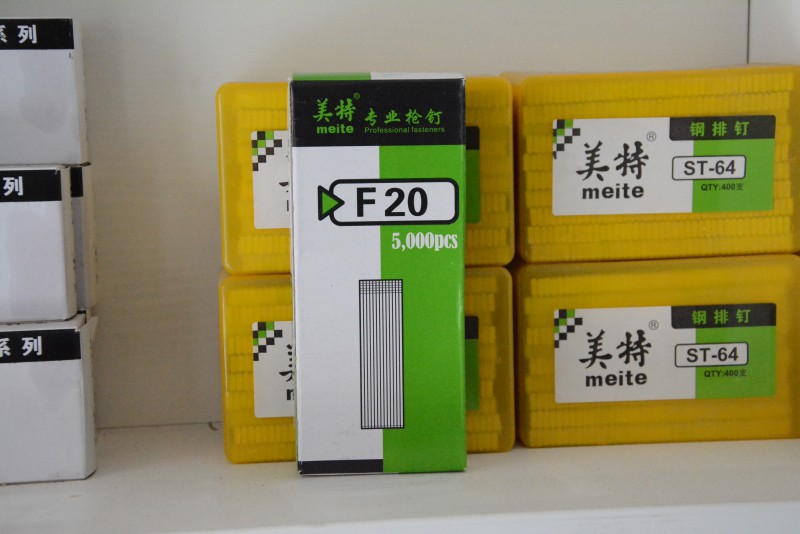 系列
列
系列
美特®
专业枪钉
meite
Professional fasteners
F20
5,000pcs
美特®
meite
钢排钉
ST-64
QTY:400支
美特®
meite
钢排钉
ST-64
QTY:400支